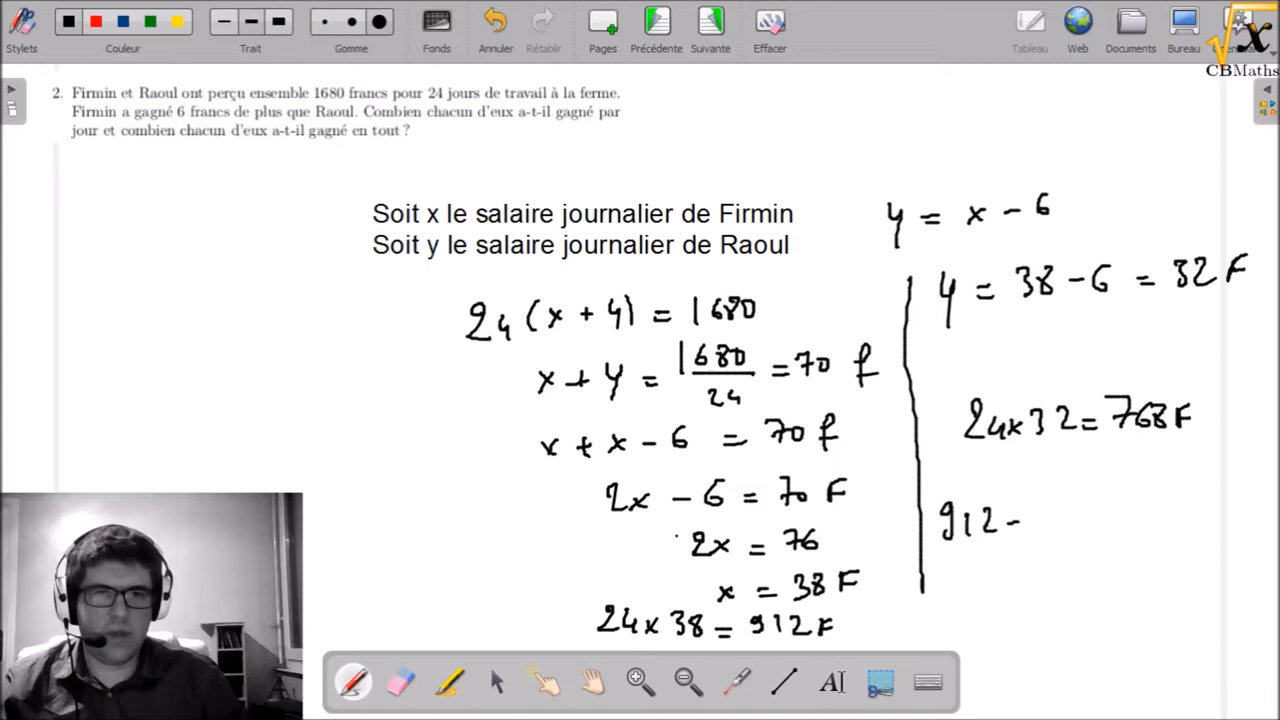 Stylets
Couleur
Trait
Gomme
Fonds
Annuler
Rétablir
Pages
Précédente
Suivante
Effacer
Tableau
Web
Documents
Bureau
CBMaths
2. Firmin et Raoul ont perçu ensemble 1680 francs pour 24 jours de travail à la ferme.
Firmin a gagné 6 francs de plus que Raoul. Combien chacun d'eux a-t-il gagné par
jour et combien chacun d'eux a-t-il gagné en tout ?
Soit x le salaire journalier de Firmin
Soit y le salaire journalier de Raoul
24 (x + y) = 1680
x + y = 1680/24 = 70 f
x + x - 6 = 70 f
2x - 6 = 70 F
2x = 76
x = 38 F
24 x 38 = 912 F
y = x - 6
y = 38 - 6 = 32 F
24 x 32 = 768 F
912 -